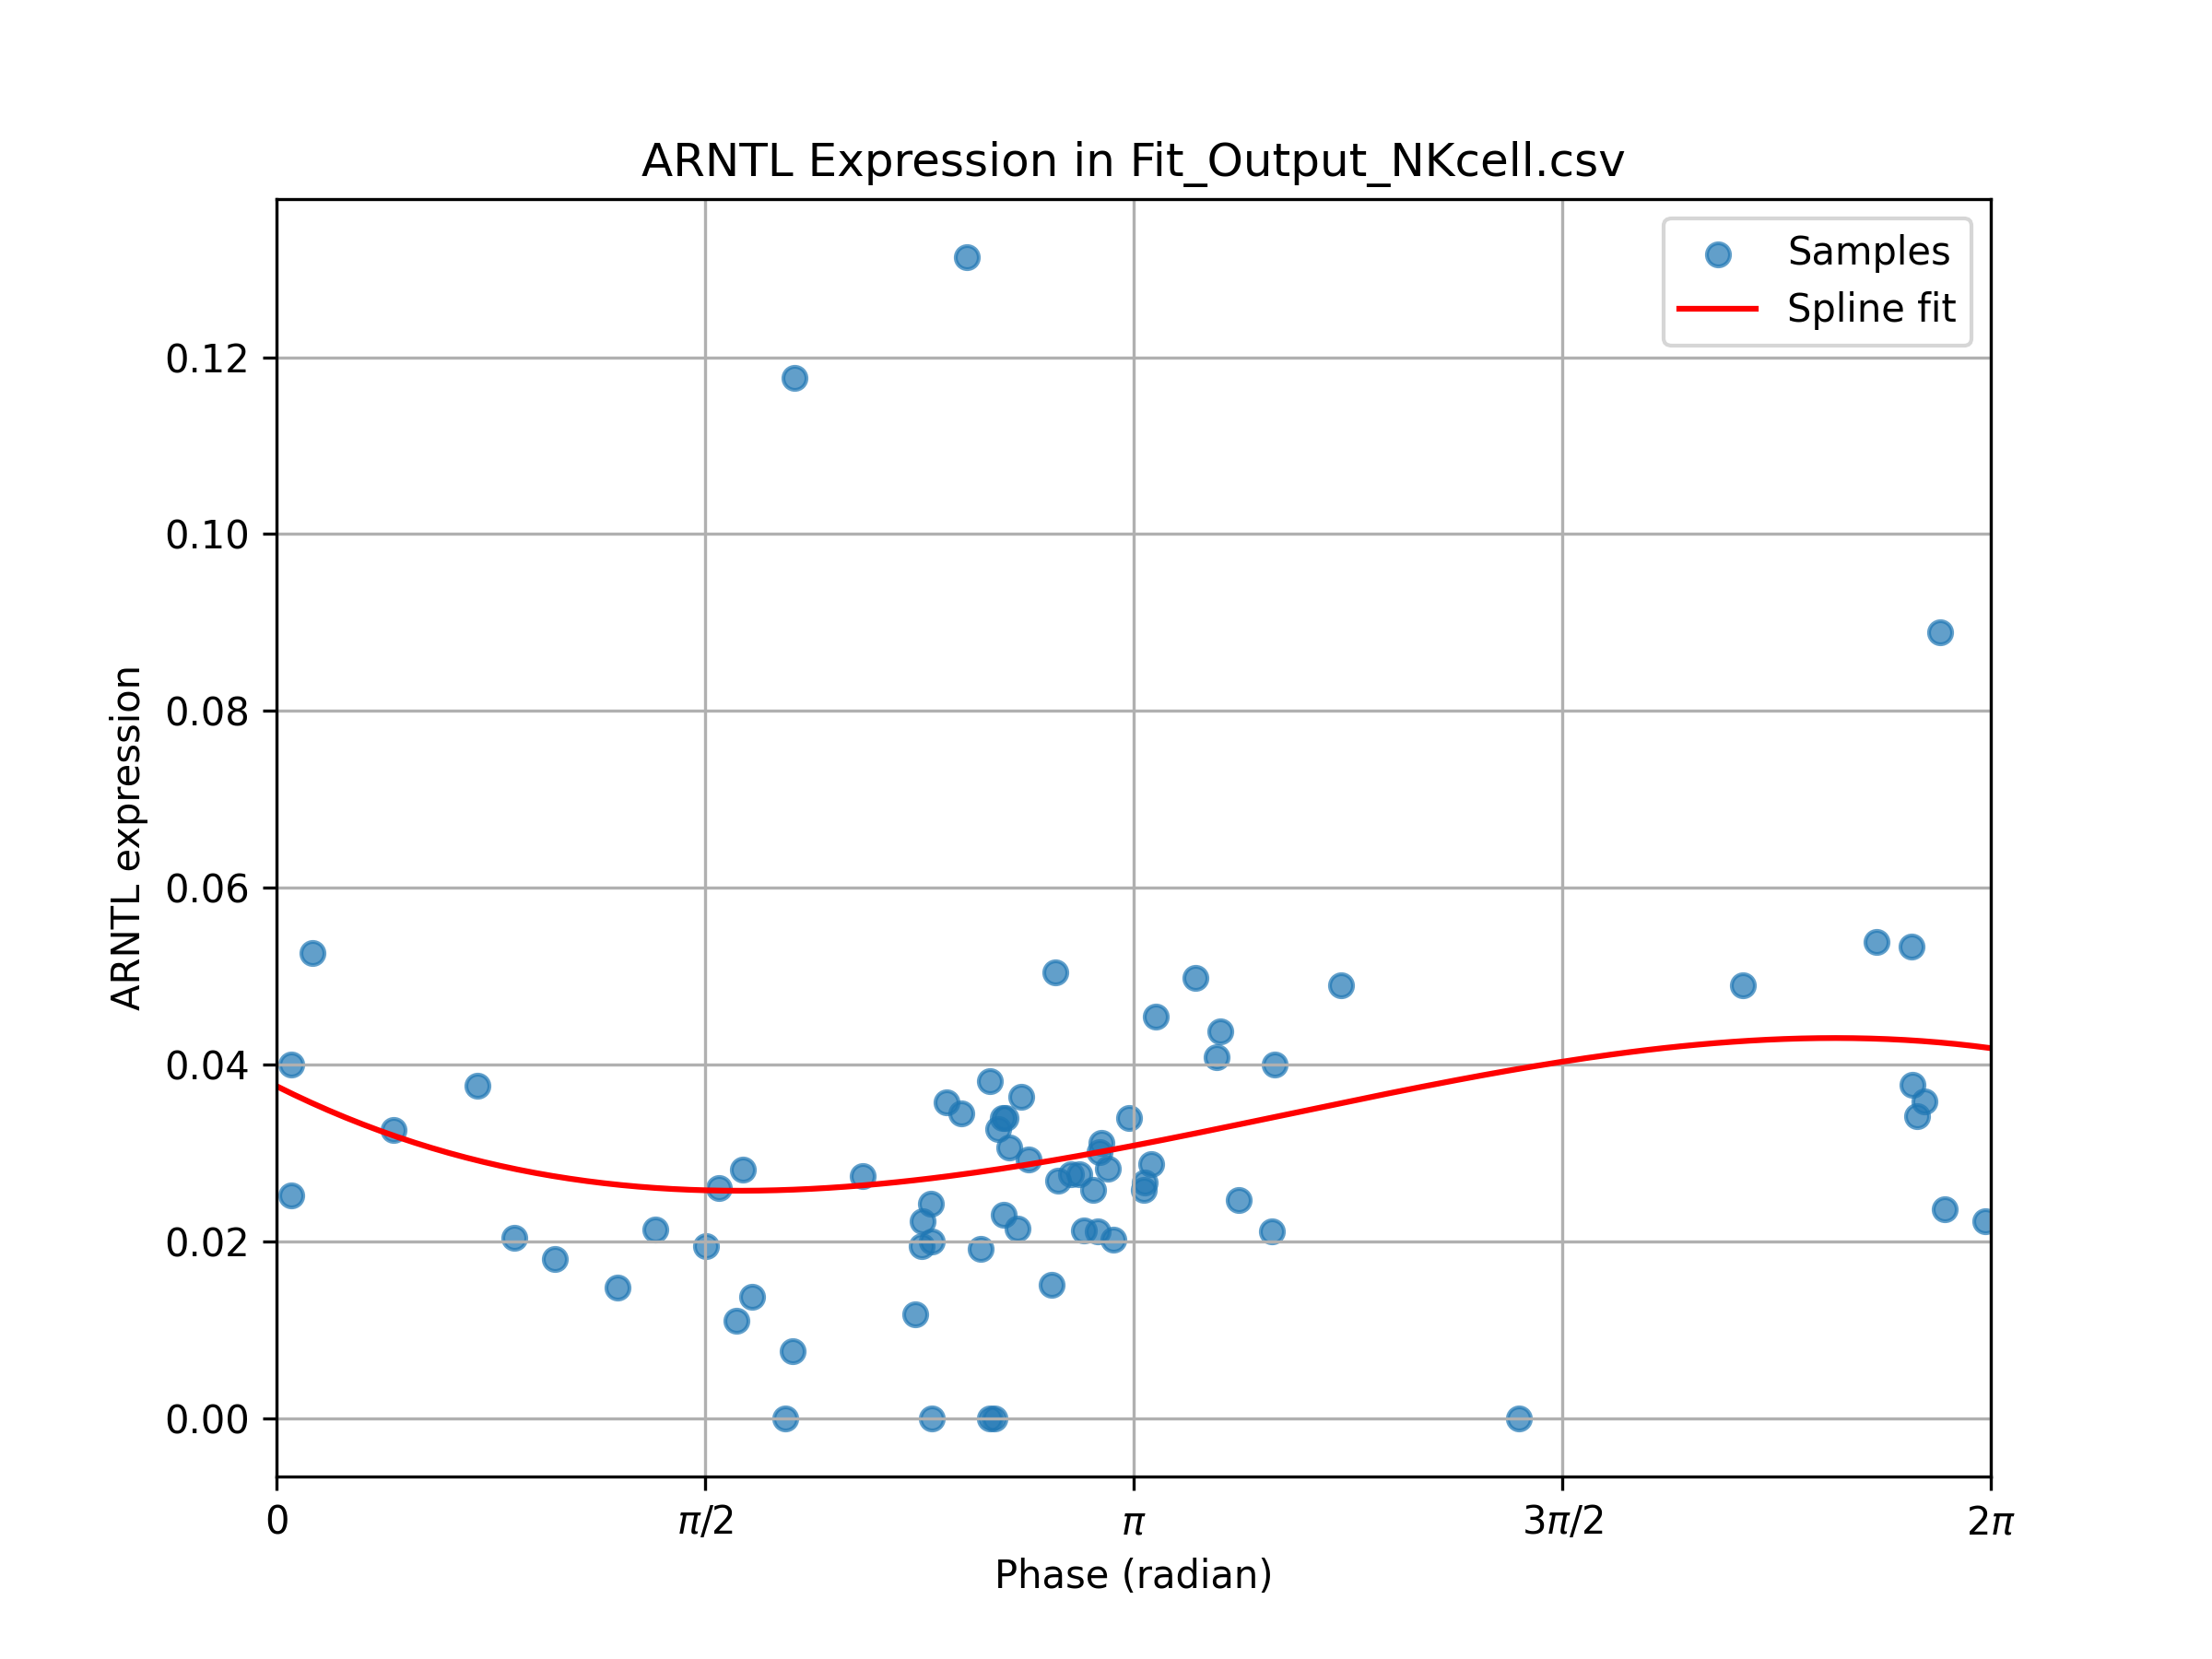 ARNTL Expression in Fit_Output_NKcell.csv
Samples
Spline fit
0.12
0.10
0.08
0.06
0.04
0.02
0.00
ARNTL expression
0 π/2 π 3π/2 2π
Phase (radian)